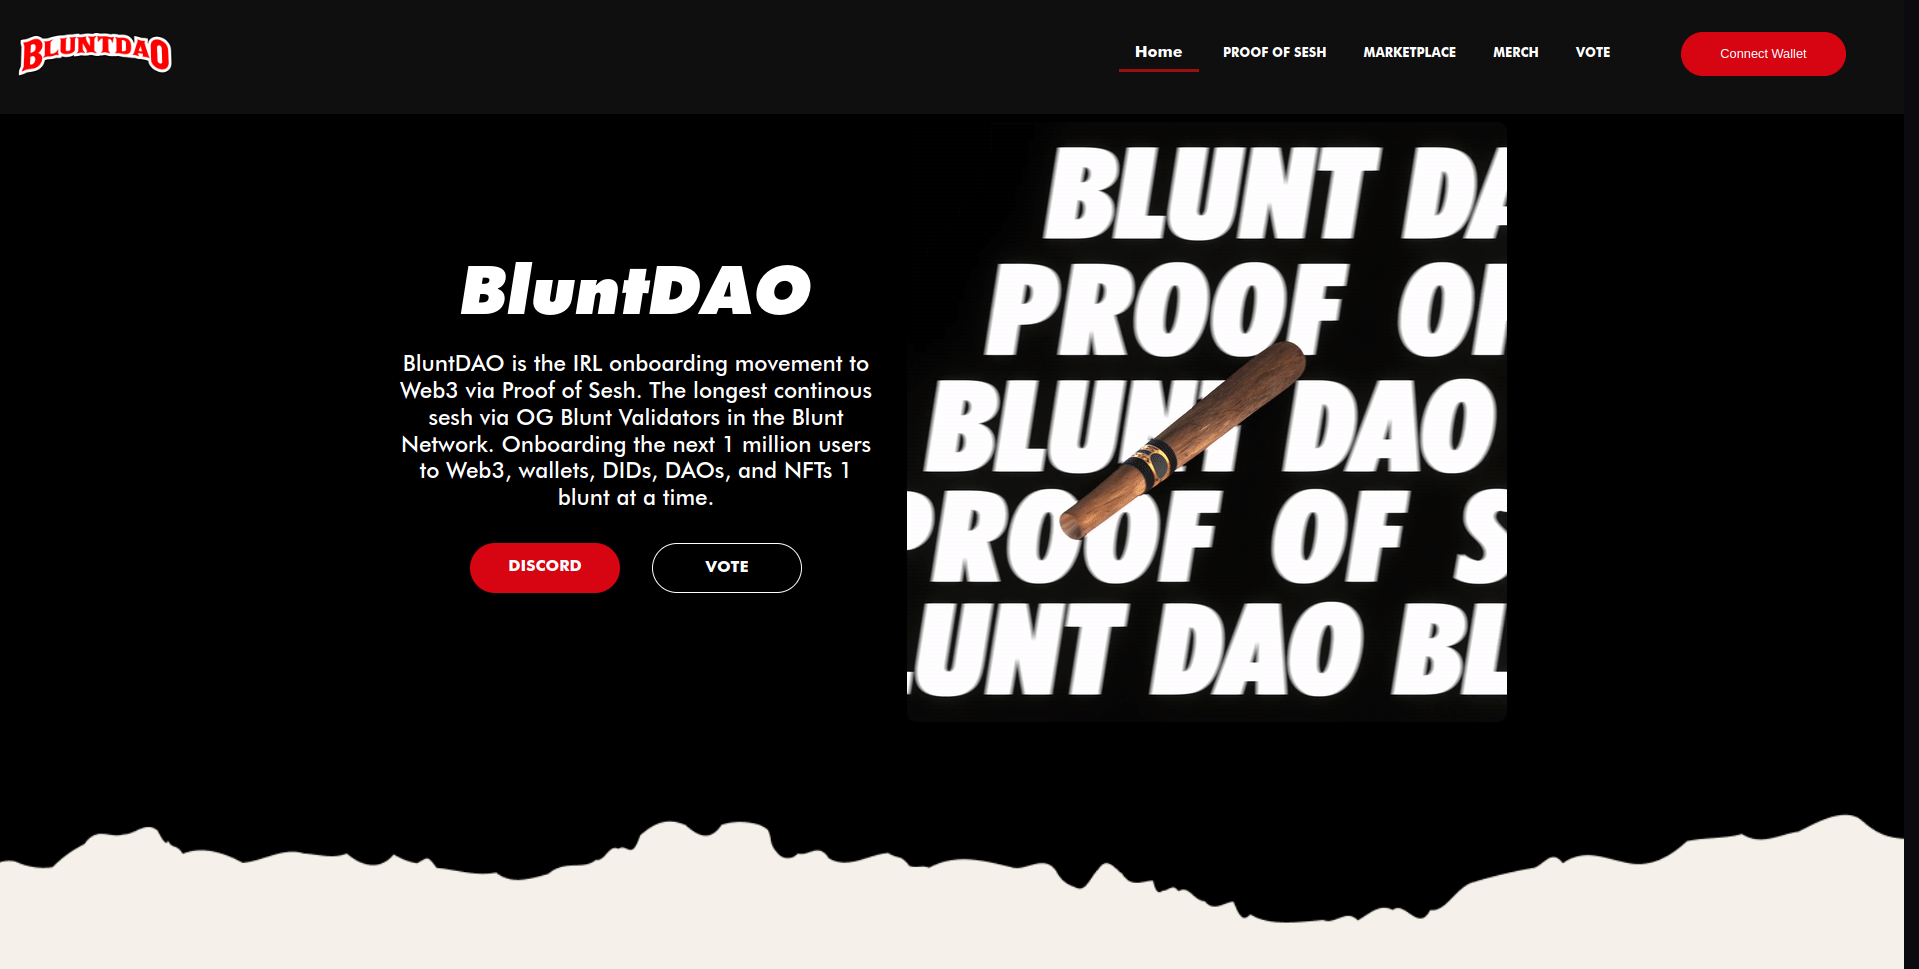 BLUNTDAO
Home
PROOF OF SESH
MARKETPLACE
MERCH
VOTE
Connect Wallet
BluntDAO
BluntDAO is the IRL onboarding movement to
Web3 via Proof of Sesh. The longest continous
sesh via OG Blunt Validators in the Blunt
Network. Onboarding the next 1 million users
to Web3, wallets, DIDs, DAOs, and NFTs 1
blunt at a time.
DISCORD
VOTE
BLUNT DA
PROOF OF
BLUNT DAO
PROOF OF S
LUNT DAO BL